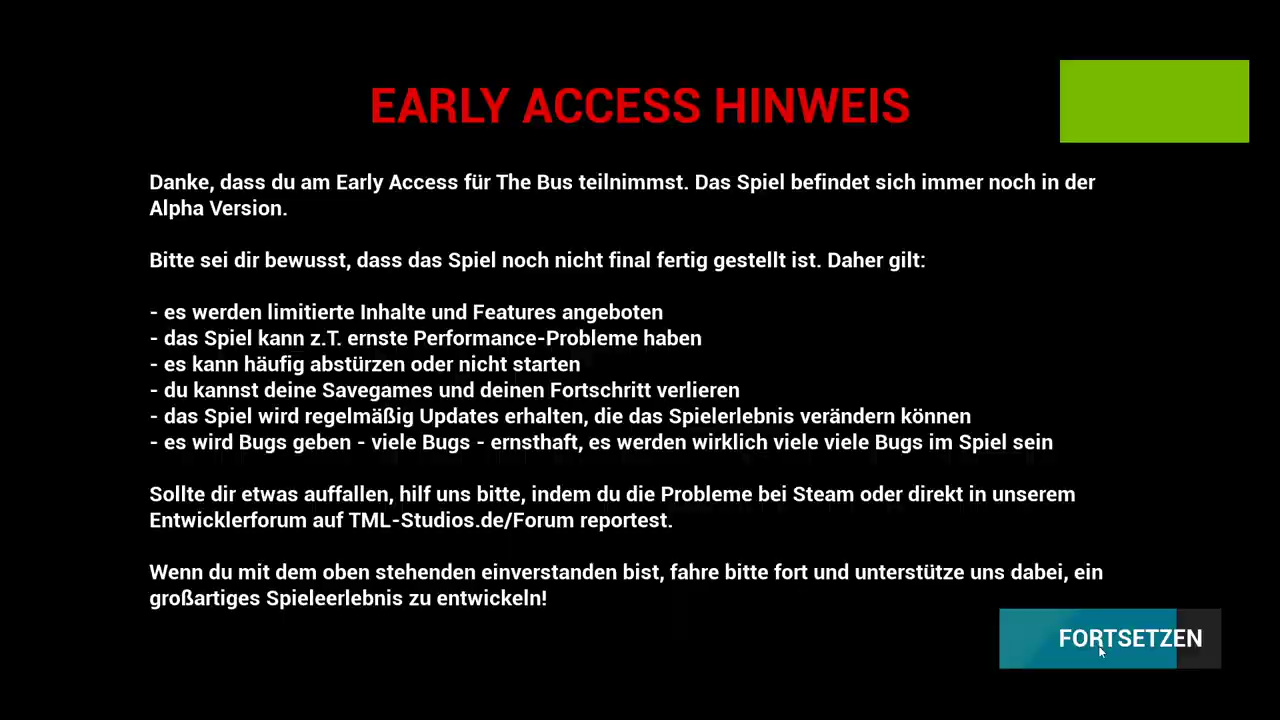 EARLY ACCESS HINWEIS
Danke, dass du am Early Access für The Bus teilnimmst. Das Spiel befindet sich immer noch in der
Alpha Version.
Bitte sei dir bewusst, dass das Spiel noch nicht final fertig gestellt ist. Daher gilt:
- es werden limitierte Inhalte und Features angeboten
- das Spiel kann z.T. ernste Performance-Probleme haben
- es kann häufig abstürzen oder nicht starten
- du kannst deine Savegames und deinen Fortschritt verlieren
- das Spiel wird regelmäßig Updates erhalten, die das Spielerlebnis verändern können
- es wird Bugs geben - viele Bugs - ernsthaft, es werden wirklich viele viele Bugs im Spiel sein
Sollte dir etwas auffallen, hilf uns bitte, indem du die Probleme bei Steam oder direkt in unserem
Entwicklerforum auf TML-Studios.de/Forum reportest.
Wenn du mit dem oben stehenden einverstanden bist, fahre bitte fort und unterstütze uns dabei, ein
großartiges Spieleerlebnis zu entwickeln!
FORTSETZEN